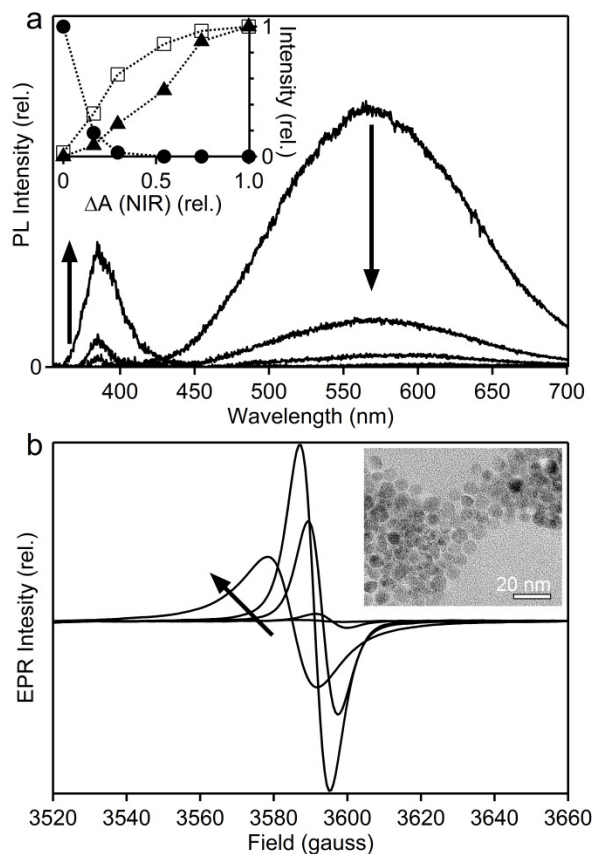 a
PL Intensity (rel.)
1
Intensity (rel.)
0
0
0.5
1.0
ΔA (NIR) (rel.)
0
400
450
500
550
600
650
700
Wavelength (nm)
b
EPR Intesity (rel.)
20 nm
3520
3540
3560
3580
3600
3620
3640
3660
Field (gauss)